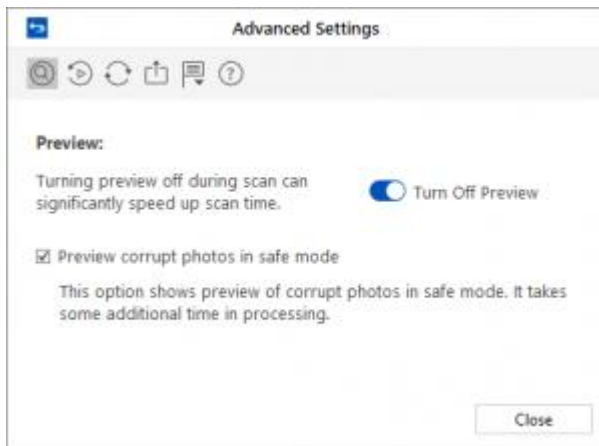 Advanced Settings
Preview:
Turning preview off during scan can
significantly speed up scan time.
Turn Off Preview
Preview corrupt photos in safe mode
This option shows preview of corrupt photos in safe mode. It takes
some additional time in processing.
Close